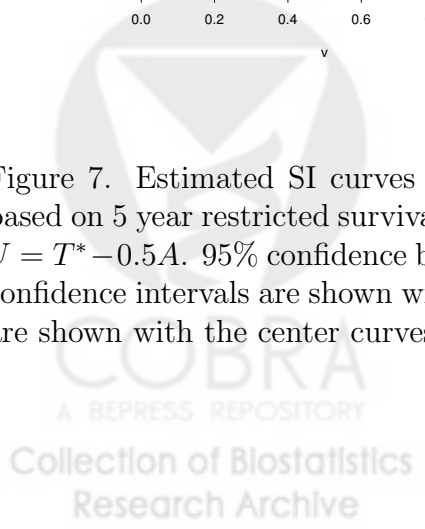 0.0 0.2 0.4 0.6
v
Figure 7. Estimated SI curves
based on 5 year restricted surviva
U = T* − 0.5A. 95% confidence b
confidence intervals are shown wi
are shown with the center curves
COBRA
A BEPRESS REPOSITORY
Collection of Biostatistics
Research Archive